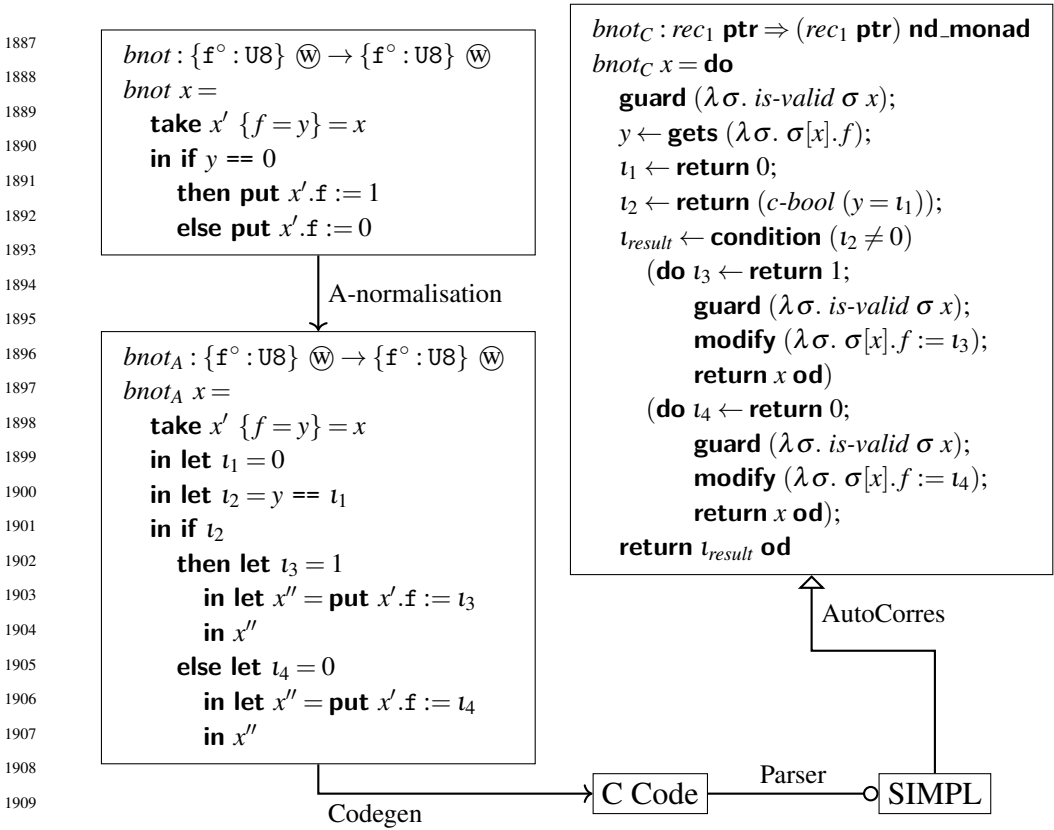 1887
1888
1889
1890
1891
1892
1893
1894
1895
1896
1897
1898
1899
1900
1901
1902
1903
1904
1905
1906
1907
1908
1909
bnot : {f° : U8} ⓦ → {f° : U8} ⓦ
bnot x =
take x′ {f = y} = x
in if y == 0
then put x′.f := 1
else put x′.f := 0
A-normalisation
bnot_A : {f° : U8} ⓦ → {f° : U8} ⓦ
bnot_A x =
take x′ {f = y} = x
in let ι₁ = 0
in let ι₂ = y == ι₁
in if ι₂
then let ι₃ = 1
in let x″ = put x′.f := ι₃
in x″
else let ι₄ = 0
in let x″ = put x′.f := ι₄
in x″
Codegen
C Code
Parser
SIMPL
AutoCorres
bnot_C : rec₁ ptr ⇒ (rec₁ ptr) nd_monad
bnot_C x = do
guard (λσ. is-valid σ x);
y ← gets (λσ. σ[x].f);
ι₁ ← return 0;
ι₂ ← return (c-bool (y = ι₁));
ι_result ← condition (ι₂ ≠ 0)
(do ι₃ ← return 1;
guard (λσ. is-valid σ x);
modify (λσ. σ[x].f := ι₃);
return x od)
(do ι₄ ← return 0;
guard (λσ. is-valid σ x);
modify (λσ. σ[x].f := ι₄);
return x od);
return ι_result od